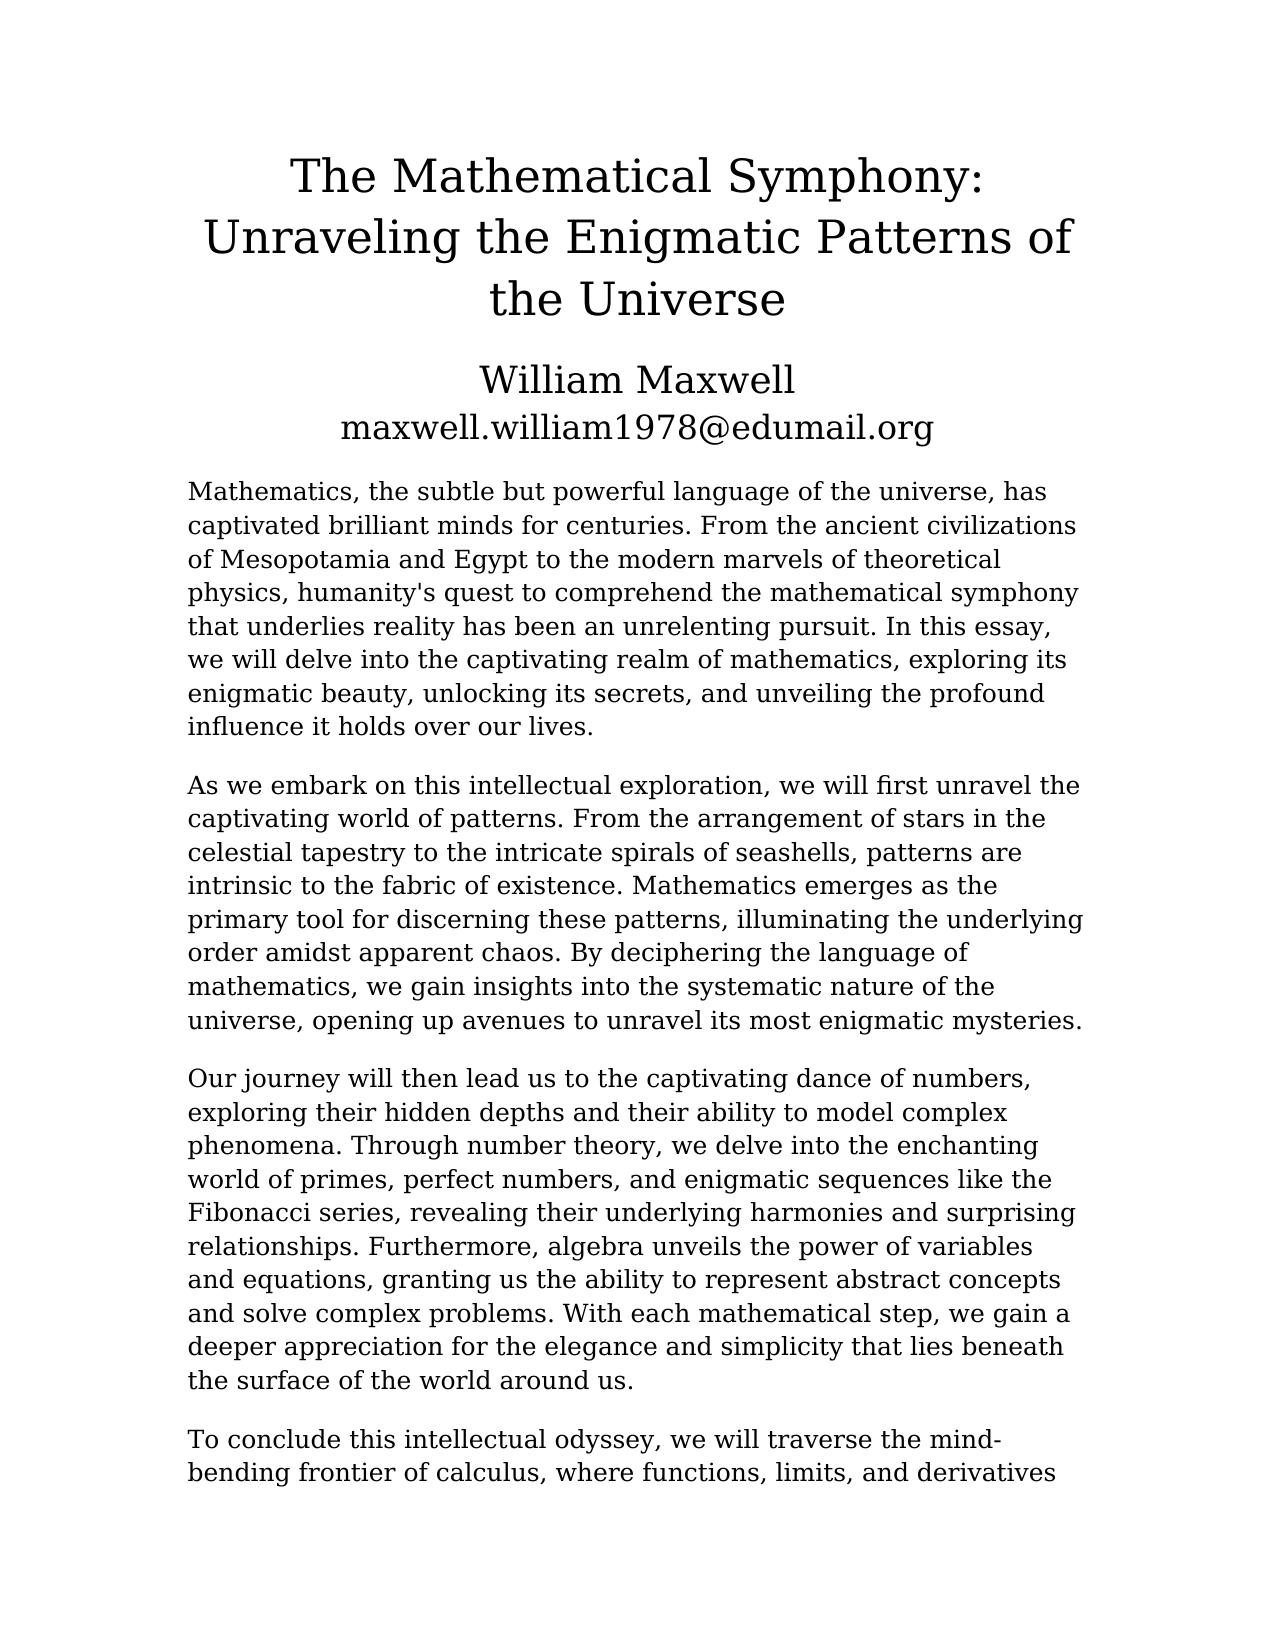 The Mathematical Symphony:
Unraveling the Enigmatic Patterns of
the Universe
William Maxwell
maxwell.william1978@edumail.org
Mathematics, the subtle but powerful language of the universe, has
captivated brilliant minds for centuries. From the ancient civilizations
of Mesopotamia and Egypt to the modern marvels of theoretical
physics, humanity's quest to comprehend the mathematical symphony
that underlies reality has been an unrelenting pursuit. In this essay,
we will delve into the captivating realm of mathematics, exploring its
enigmatic beauty, unlocking its secrets, and unveiling the profound
influence it holds over our lives.
As we embark on this intellectual exploration, we will first unravel the
captivating world of patterns. From the arrangement of stars in the
celestial tapestry to the intricate spirals of seashells, patterns are
intrinsic to the fabric of existence. Mathematics emerges as the
primary tool for discerning these patterns, illuminating the underlying
order amidst apparent chaos. By deciphering the language of
mathematics, we gain insights into the systematic nature of the
universe, opening up avenues to unravel its most enigmatic mysteries.
Our journey will then lead us to the captivating dance of numbers,
exploring their hidden depths and their ability to model complex
phenomena. Through number theory, we delve into the enchanting
world of primes, perfect numbers, and enigmatic sequences like the
Fibonacci series, revealing their underlying harmonies and surprising
relationships. Furthermore, algebra unveils the power of variables
and equations, granting us the ability to represent abstract concepts
and solve complex problems. With each mathematical step, we gain a
deeper appreciation for the elegance and simplicity that lies beneath
the surface of the world around us.
To conclude this intellectual odyssey, we will traverse the mind-
bending frontier of calculus, where functions, limits, and derivatives